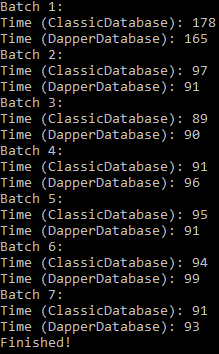 Batch 1:
Time (ClassicDatabase): 178
Time (DapperDatabase): 165
Batch 2:
Time (ClassicDatabase): 97
Time (DapperDatabase): 91
Batch 3:
Time (ClassicDatabase): 89
Time (DapperDatabase): 90
Batch 4:
Time (ClassicDatabase): 91
Time (DapperDatabase): 96
Batch 5:
Time (ClassicDatabase): 95
Time (DapperDatabase): 91
Batch 6:
Time (ClassicDatabase): 94
Time (DapperDatabase): 99
Batch 7:
Time (ClassicDatabase): 91
Time (DapperDatabase): 93
Finished!